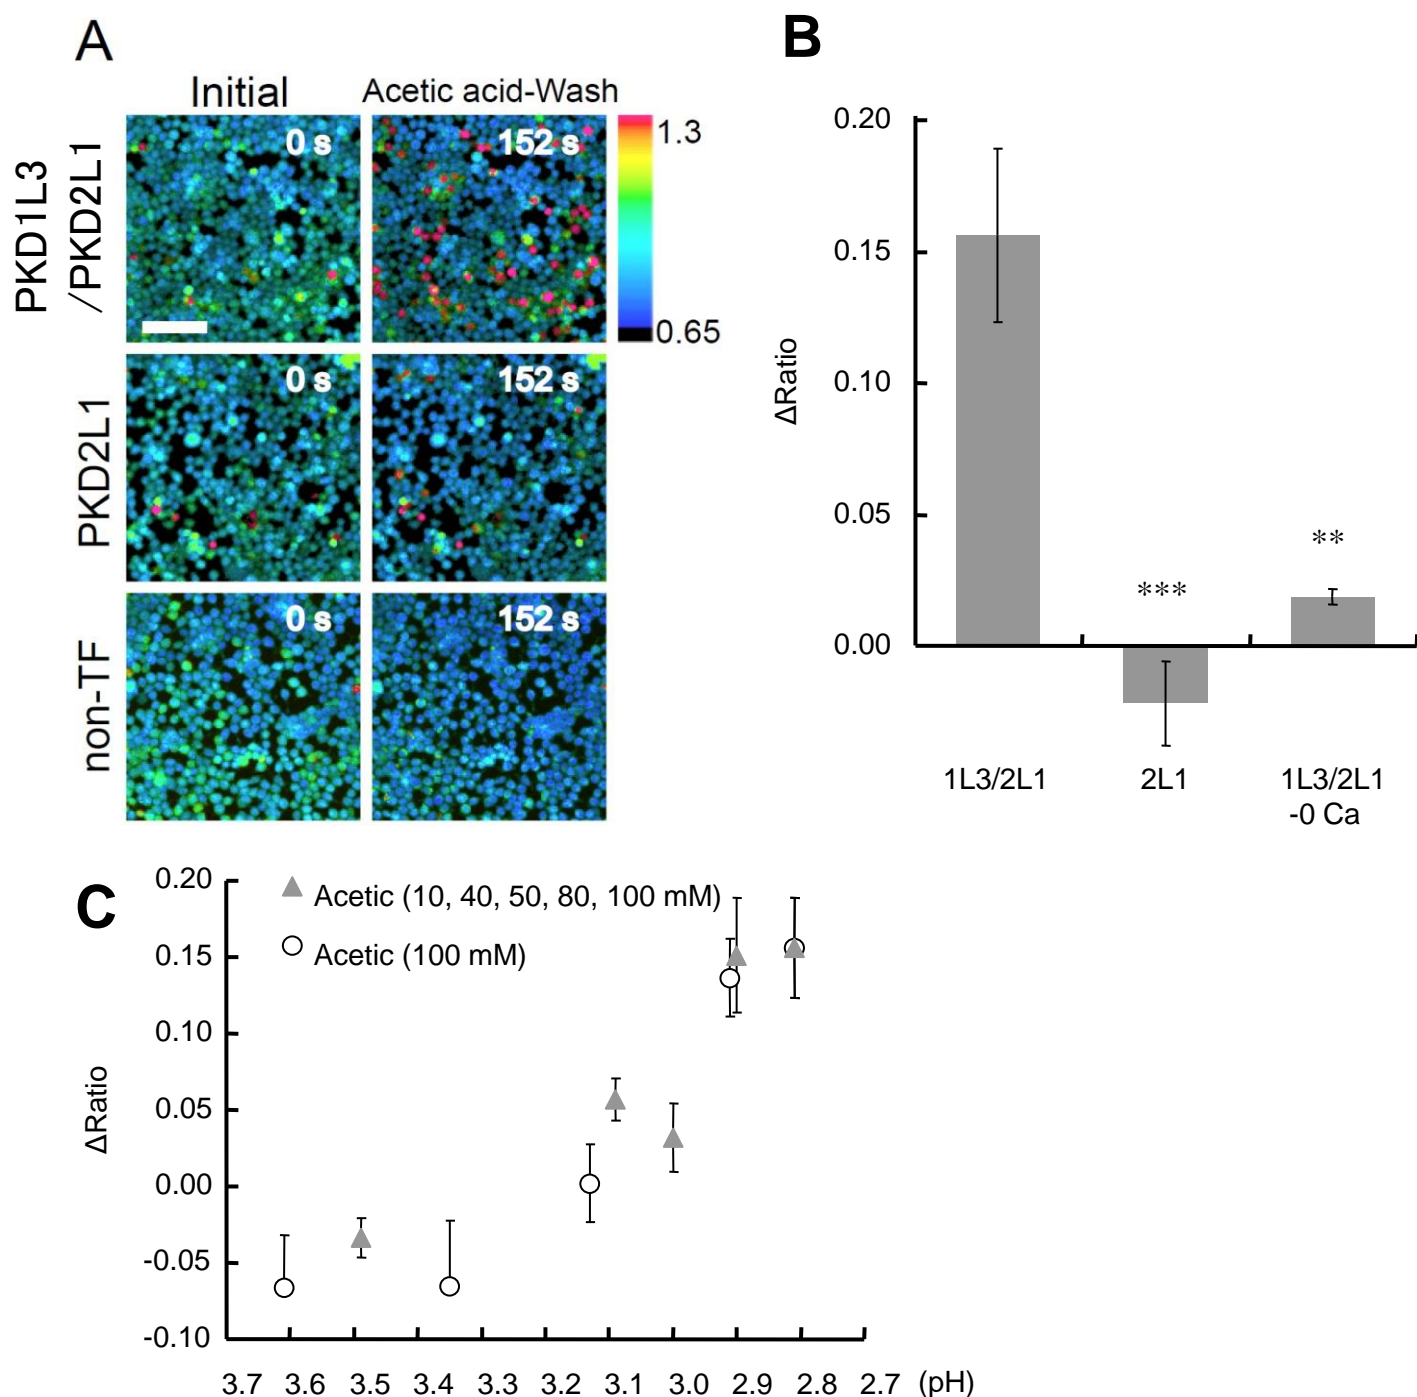 A
Initial
Acetic acid-Wash
PKD1L3
/PKD2L1
0 s
152 s
1.3
0.65
PKD2L1
0 s
152 s
non-TF
0 s
152 s
B
0.20
0.15
0.10
0.05
0.00
ΔRatio
***
**
1L3/2L1
2L1
1L3/2L1
-0 Ca
C
Acetic (10, 40, 50, 80, 100 mM)
Acetic (100 mM)
0.20
0.15
0.10
0.05
0.00
-0.05
-0.10
ΔRatio
3.7 3.6 3.5 3.4 3.3 3.2 3.1 3.0 2.9 2.8 2.7 (pH)